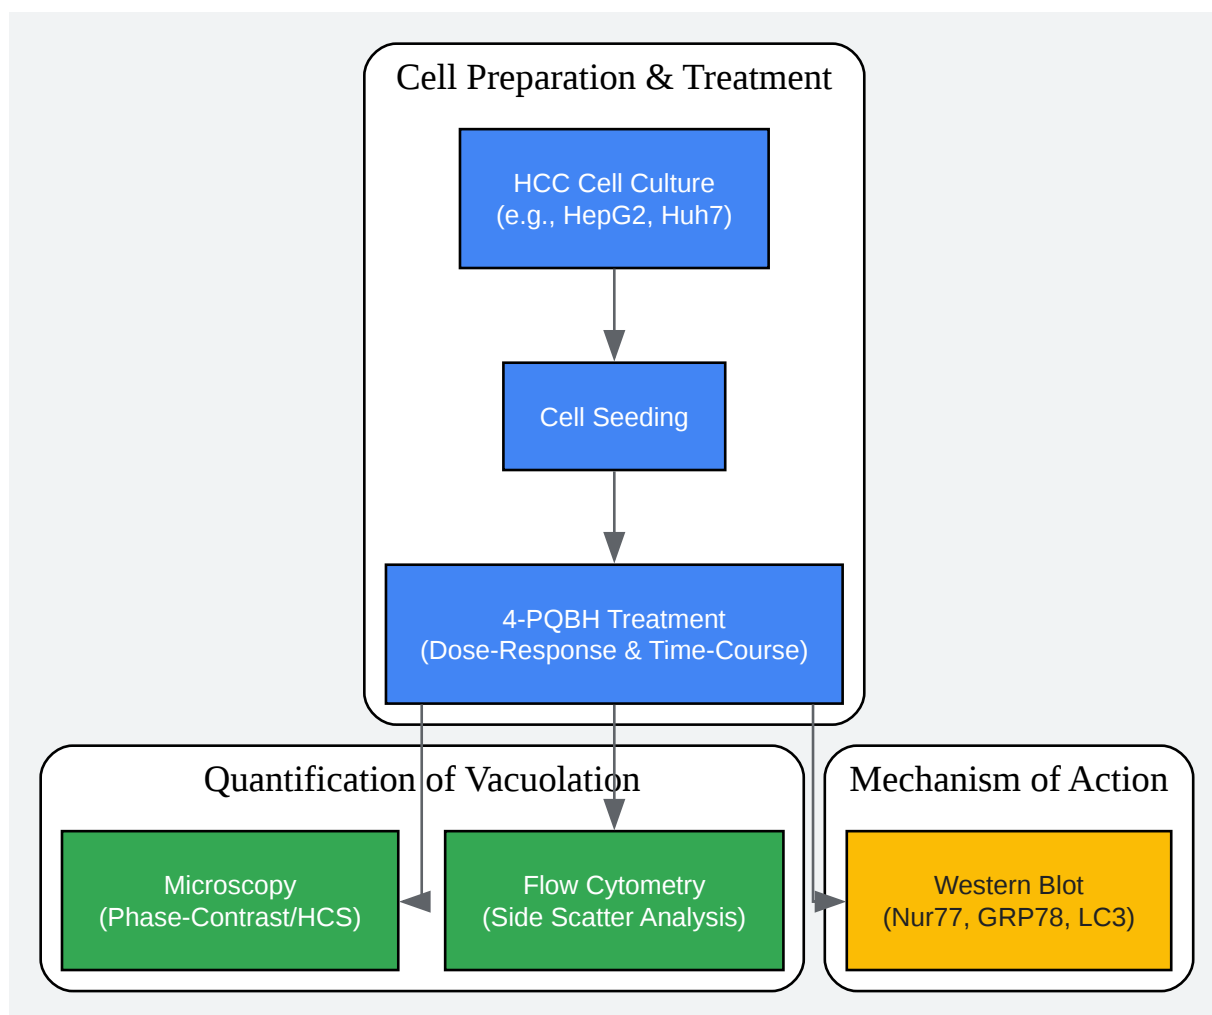 Cell Preparation & Treatment
HCC Cell Culture
(e.g., HepG2, Huh7)
Cell Seeding
4-PQBH Treatment
(Dose-Response & Time-Course)
Quantification of Vacuolation
Microscopy
(Phase-Contrast/HCS)
Flow Cytometry
(Side Scatter Analysis)
Mechanism of Action
Western Blot
(Nur77, GRP78, LC3)